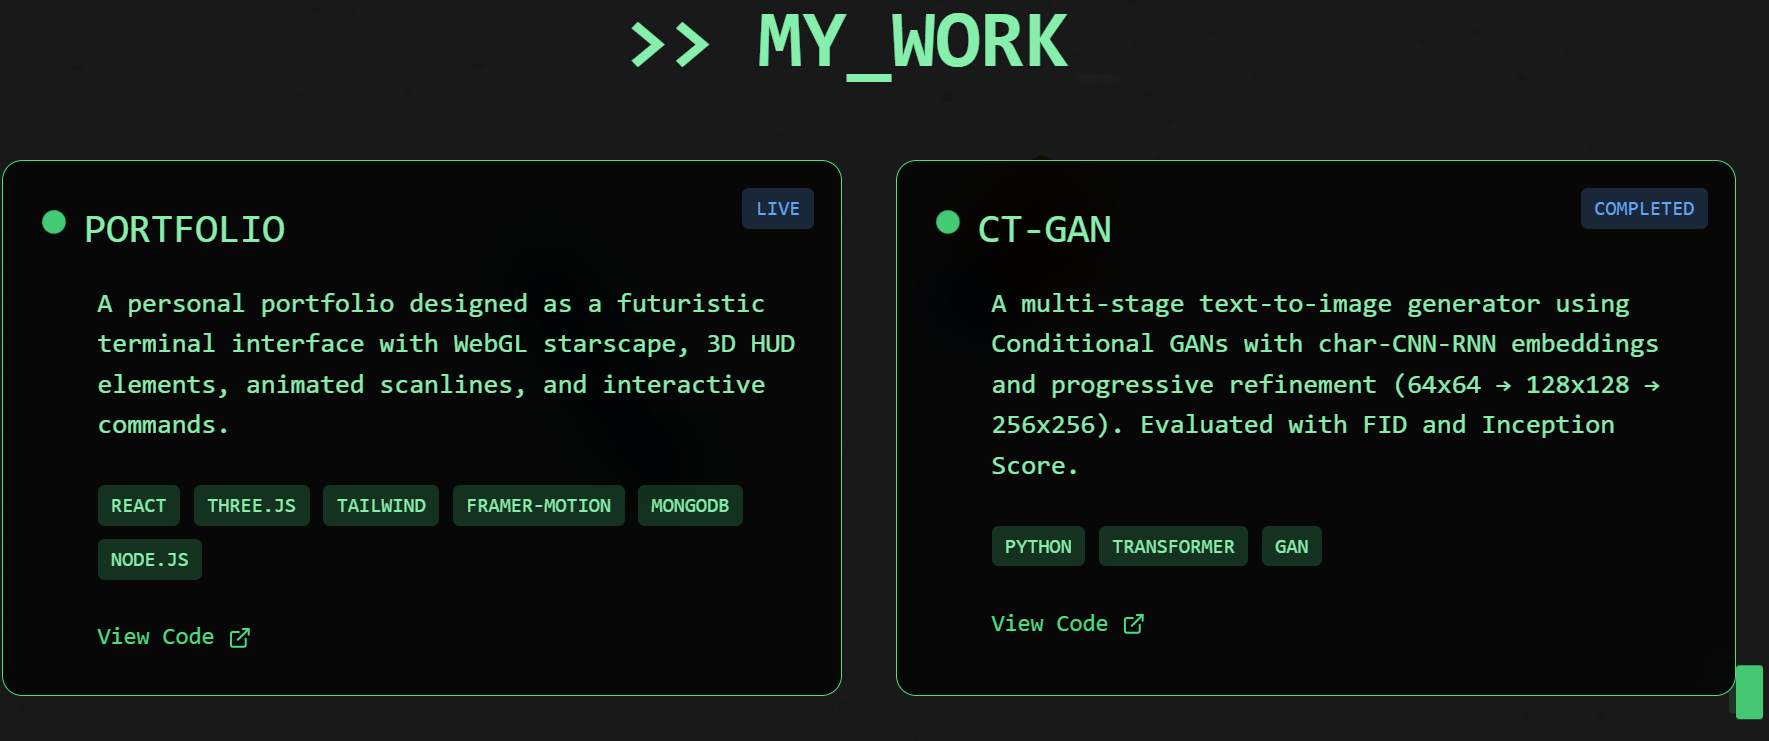 >> MY_WORK
PORTFOLIO
LIVE
A personal portfolio designed as a futuristic
terminal interface with WebGL starscape, 3D HUD
elements, animated scanlines, and interactive
commands.
REACT THREE.JS TAILWIND FRAMER-MOTION MONGODB
NODE.JS
View Code
CT-GAN
COMPLETED
A multi-stage text-to-image generator using
Conditional GANs with char-CNN-RNN embeddings
and progressive refinement (64x64 → 128x128 →
256x256). Evaluated with FID and Inception
Score.
PYTHON TRANSFORMER GAN
View Code